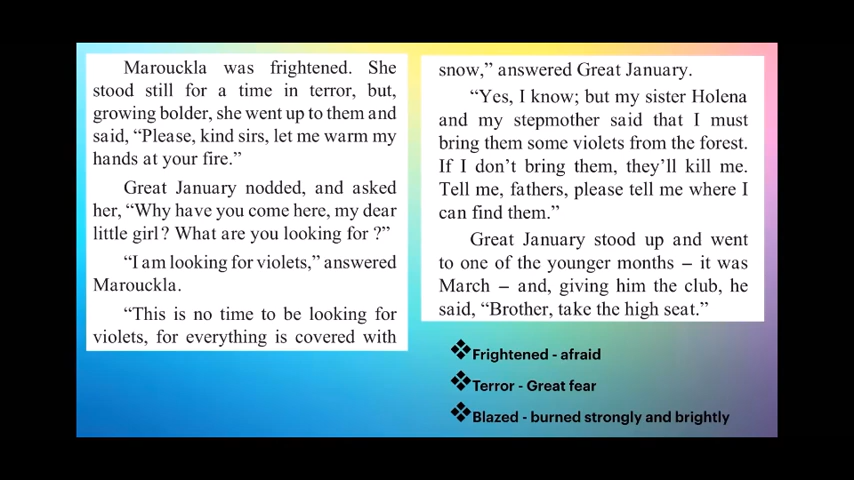 Marouckla was frightened. She
stood still for a time in terror, but,
growing bolder, she went up to them and
said, “Please, kind sirs, let me warm my
hands at your fire.”
Great January nodded, and asked
her, “Why have you come here, my dear
little girl? What are you looking for ?”
“I am looking for violets,” answered
Marouckla.
“This is no time to be looking for
violets, for everything is covered with
snow,” answered Great January.
“Yes, I know; but my sister Holena
and my stepmother said that I must
bring them some violets from the forest.
If I don’t bring them, they’ll kill me.
Tell me, fathers, please tell me where I
can find them.”
Great January stood up and went
to one of the younger months – it was
March – and, giving him the club, he
said, “Brother, take the high seat.”
❖Frightened - afraid
❖Terror - Great fear
❖Blazed - burned strongly and brightly